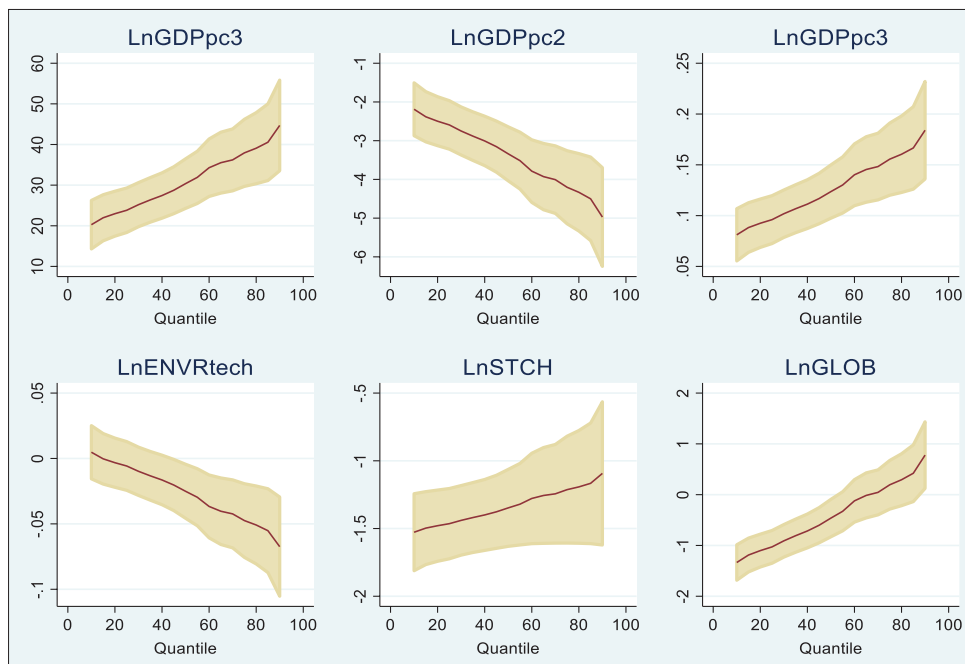 LnGDPpc3 LnGDPpc2 LnGDPpc3
60 50 40 30 20 10
0 20 40 60 80 100
Quantile
-1 -2 -3 -4 -5 -6
0 20 40 60 80 100
Quantile
.25 .2 .15 .1 .05
0 20 40 60 80 100
Quantile
LnENVRtech LnSTCH LnGLOB
.05 0 -.05 -.1
0 20 40 60 80 100
Quantile
-.5 -1 -1.5 -2
0 20 40 60 80 100
Quantile
2 1 0 -1 -2
0 20 40 60 80 100
Quantile